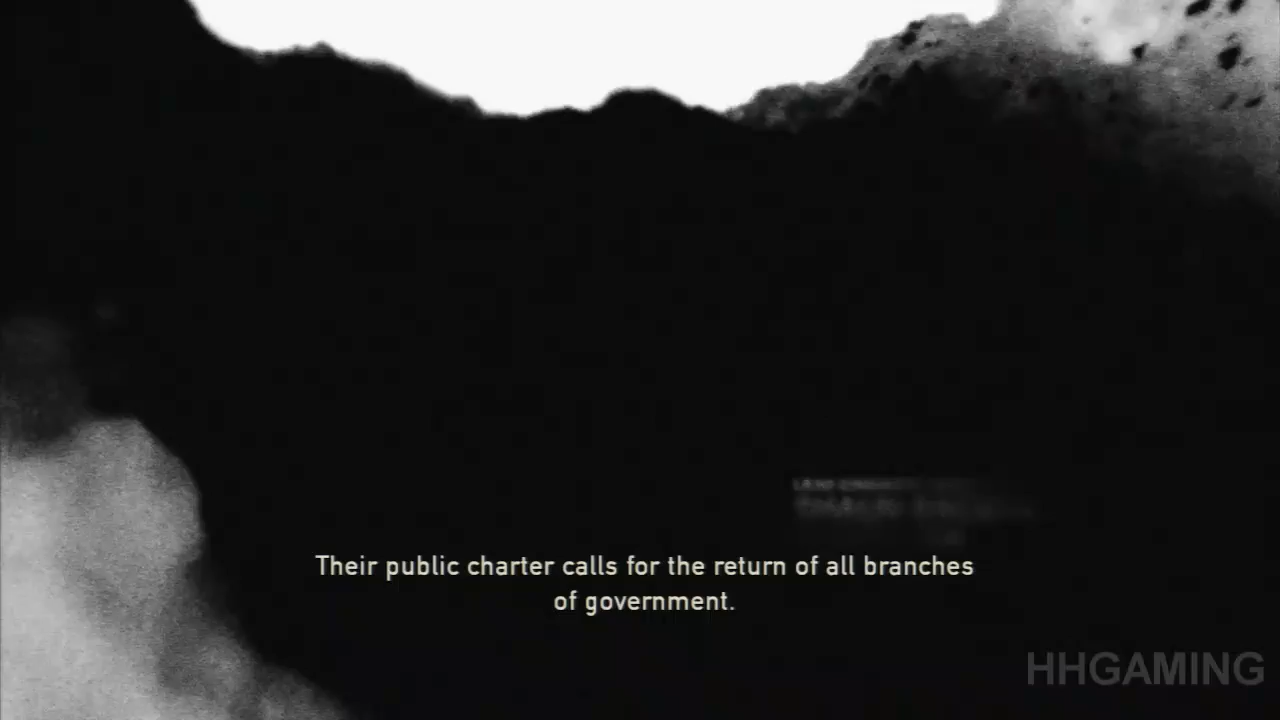 Their public charter calls for the return of all branches
of government.
HHGAMING